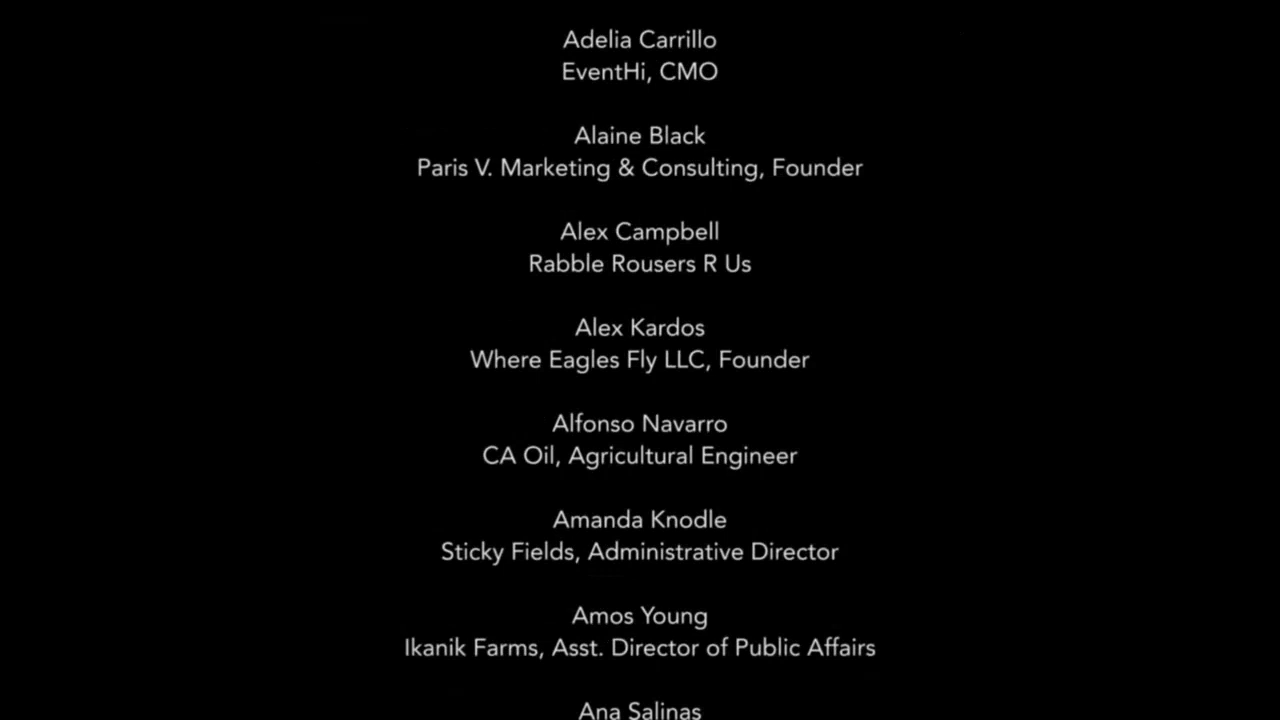 Adelia Carrillo
EventHi, CMO
Alaine Black
Paris V. Marketing & Consulting, Founder
Alex Campbell
Rabble Rousers R Us
Alex Kardos
Where Eagles Fly LLC, Founder
Alfonso Navarro
CA Oil, Agricultural Engineer
Amanda Knodle
Sticky Fields, Administrative Director
Amos Young
Ikanik Farms, Asst. Director of Public Affairs
Ana Salinas